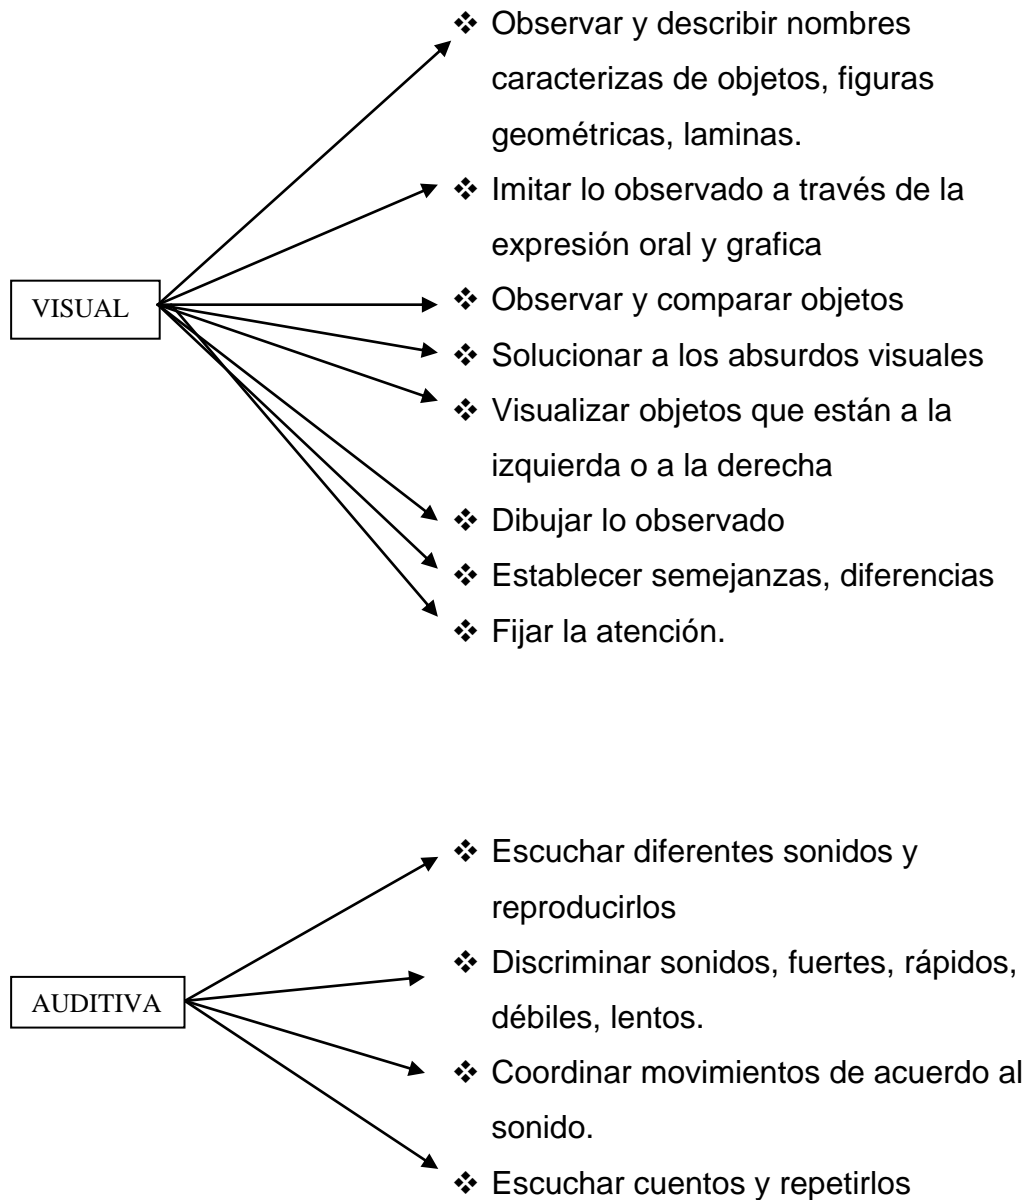 ❖ Observar y describir nombres
caracterizas de objetos, figuras
geométricas, laminas.
❖ Imitar lo observado a través de la
expresión oral y grafica
VISUAL
❖ Observar y comparar objetos
❖ Solucionar a los absurdos visuales
❖ Visualizar objetos que están a la
izquierda o a la derecha
❖ Dibujar lo observado
❖ Establecer semejanzas, diferencias
❖ Fijar la atención.
❖ Escuchar diferentes sonidos y
reproducirlos
❖ Discriminar sonidos, fuertes, rápidos,
débiles, lentos.
AUDITIVA
❖ Coordinar movimientos de acuerdo al
sonido.
❖ Escuchar cuentos y repetirlos